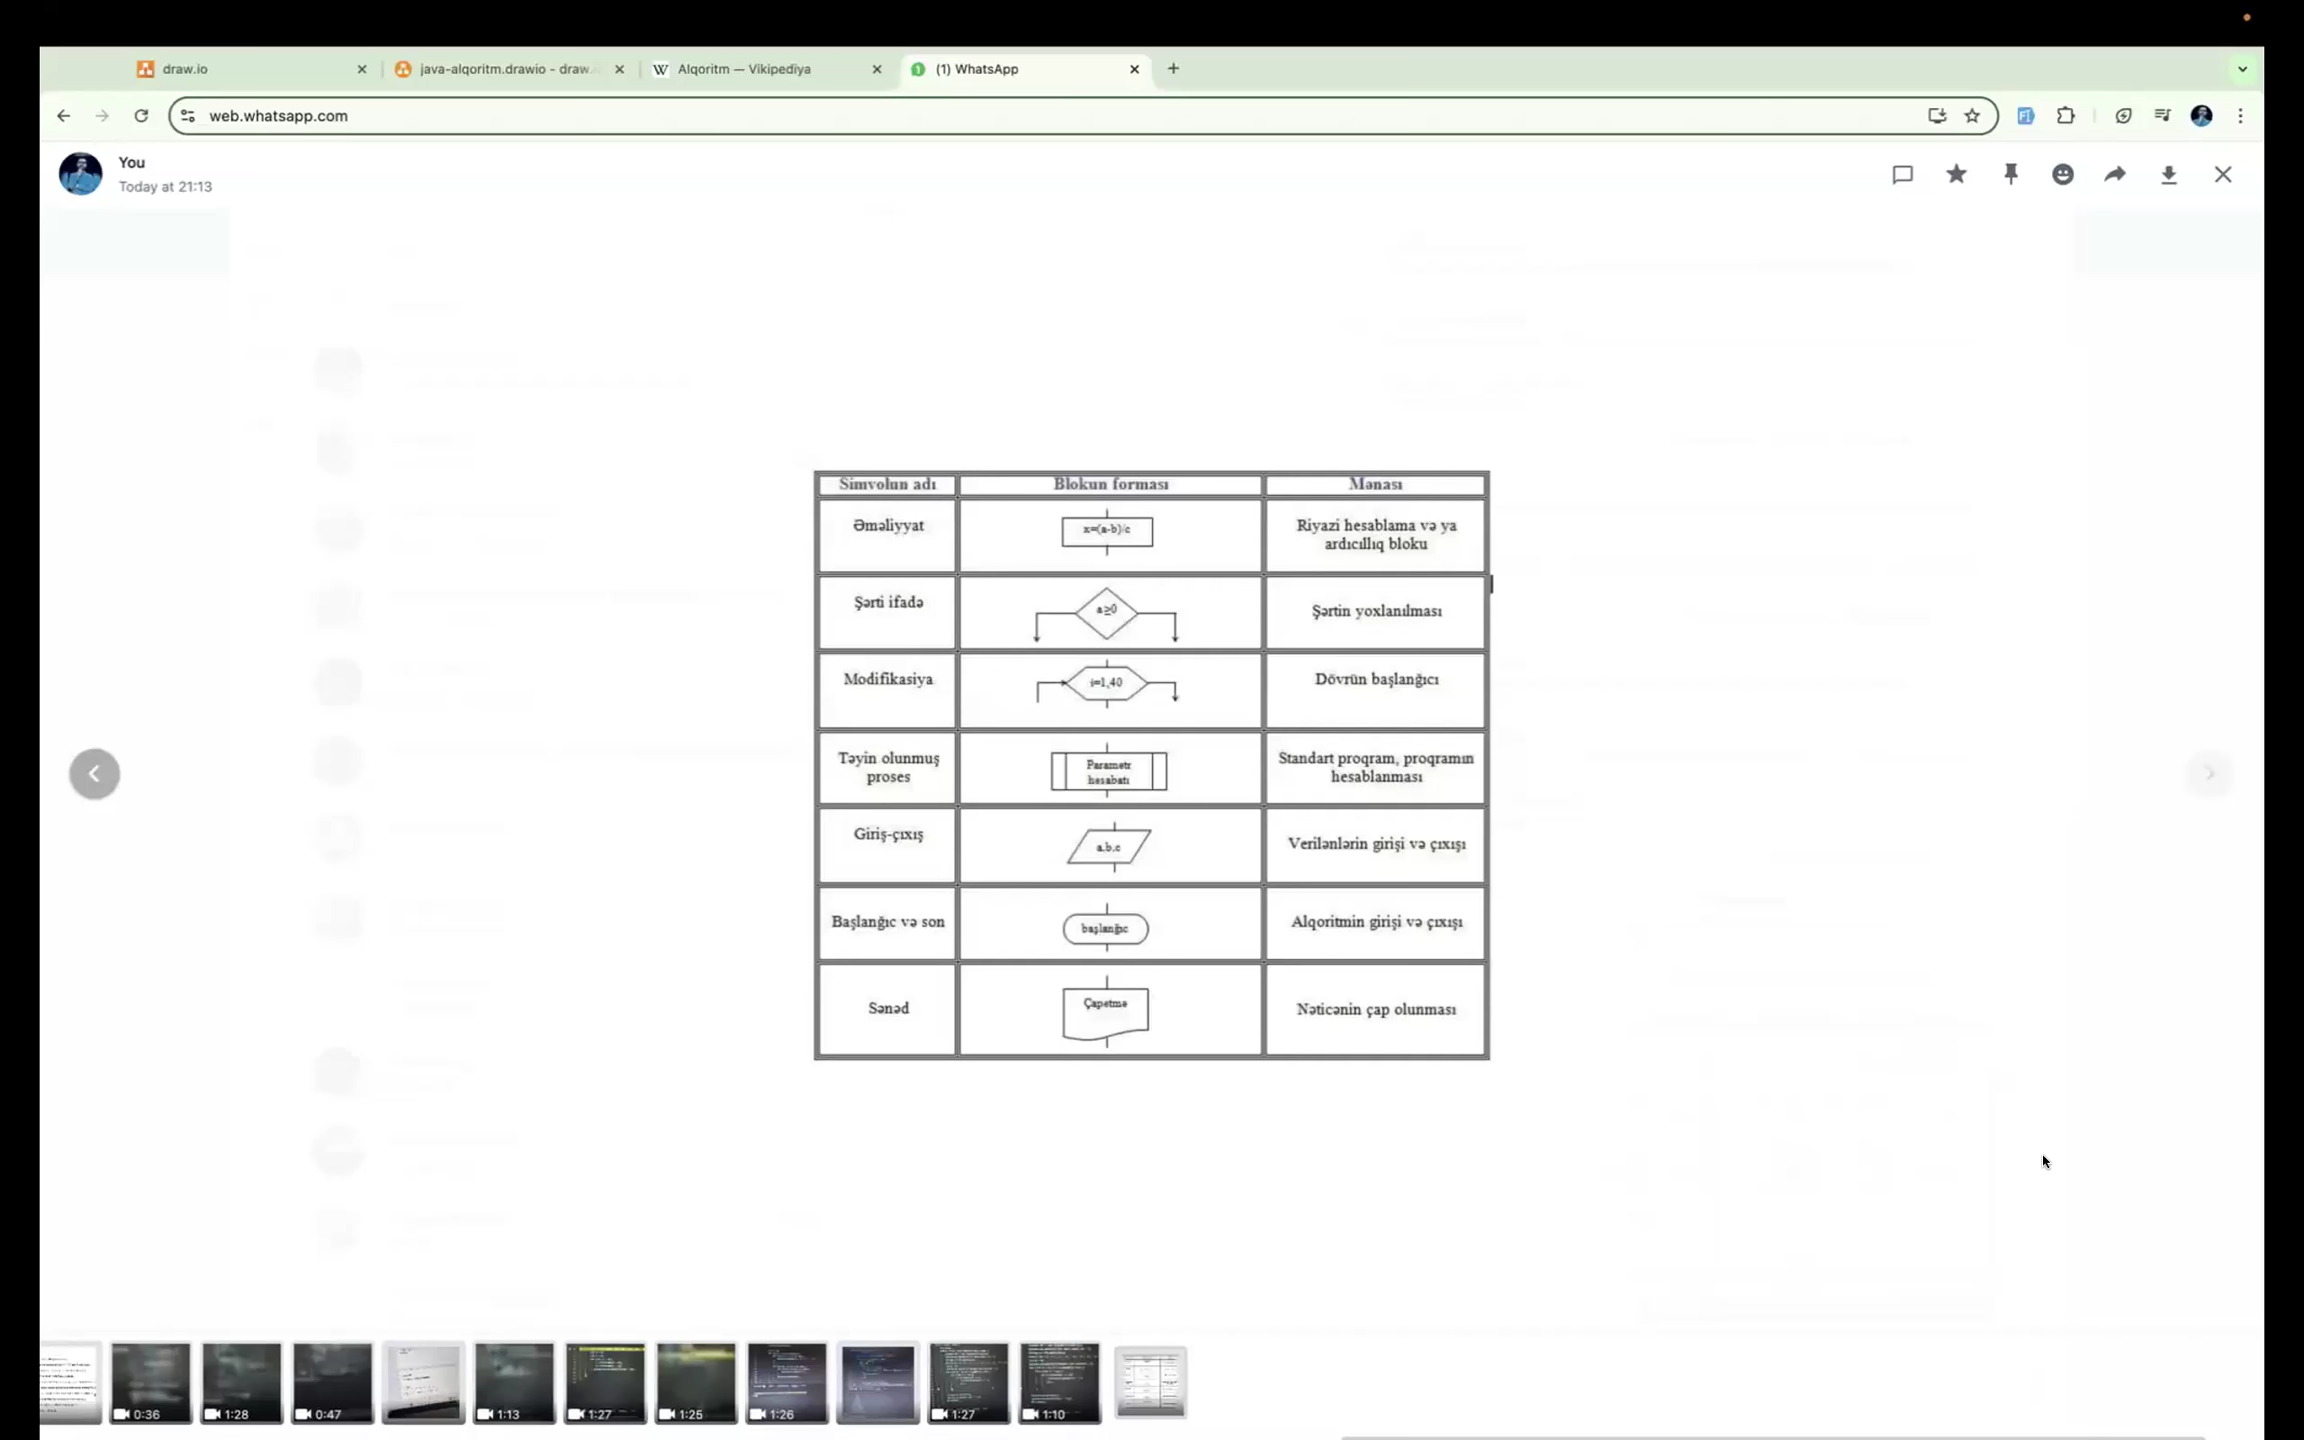 draw.io
java-alqoritm.drawio - draw.
Alqoritm — Vikipediya
(1) WhatsApp
web.whatsapp.com
You
Today at 21:13
Simvolun adı
Blokun forması
Mənası
Əməliyyat
x=(a-b)/c
Riyazi hesablama və ya
ardıcıllıq bloku
Şərti ifadə
a≥0
Şərtin yoxlanılması
Modifikasiya
i=1,40
Dövrün başlanğıcı
Təyin olunmuş
proses
Parametr
hesabatı
Standart proqram, proqramın
hesablanması
Giriş-çıxış
a,b,c
Verilənlərin girişi və çıxışı
Başlanğıc və son
başlanğıc
Alqoritmin girişi və çıxışı
Sənəd
Çapetmə
Nəticənin çap olunması
0:36
1:28
0:47
1:13
1:27
1:25
1:26
1:27
1:10